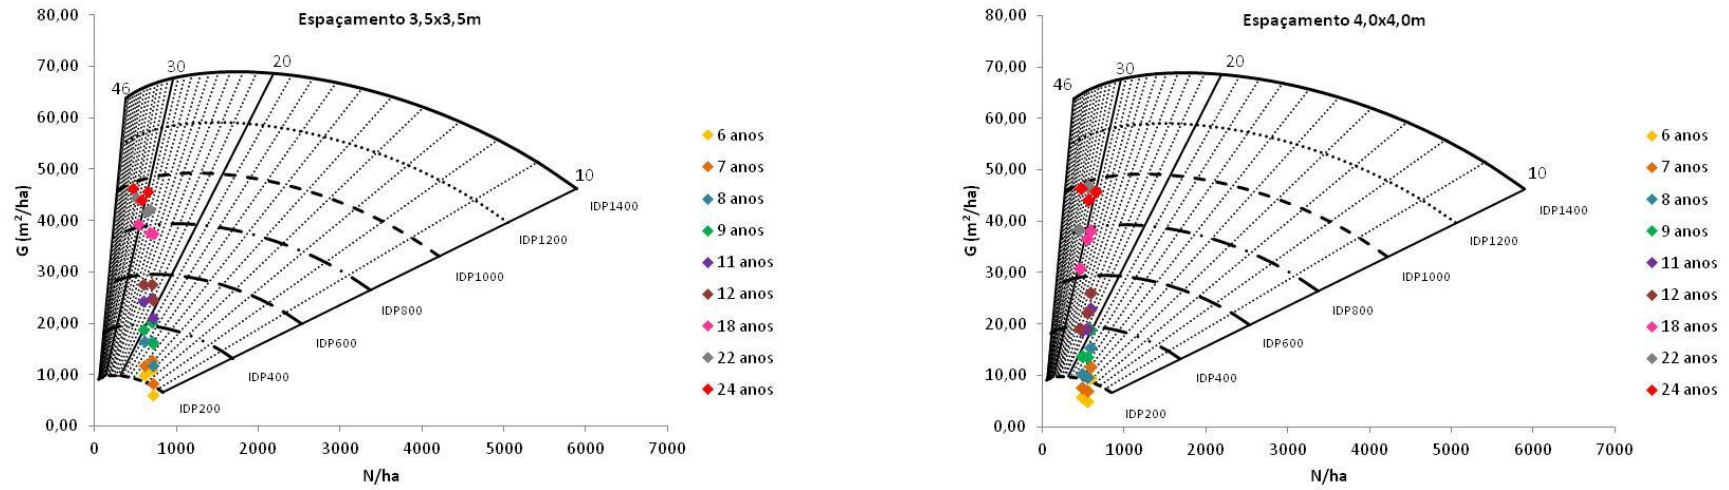 Espaçamento 3,5x3,5m
80,00
70,00
60,00
50,00
40,00
30,00
20,00
10,00
0,00
G (m²/ha)
0 1000 2000 3000 4000 5000 6000 7000
N/ha
46
30
20
10
IDP1400
IDP1200
IDP1000
IDP800
IDP600
IDP400
IDP200
6 anos
7 anos
8 anos
9 anos
11 anos
12 anos
18 anos
22 anos
24 anos
Espaçamento 4,0x4,0m
80,00
70,00
60,00
50,00
40,00
30,00
20,00
10,00
0,00
G (m²/ha)
0 1000 2000 3000 4000 5000 6000 7000
N/ha
46
30
20
10
IDP1400
IDP1200
IDP1000
IDP800
IDP600
IDP400
IDP200
6 anos
7 anos
8 anos
9 anos
11 anos
12 anos
18 anos
22 anos
24 anos